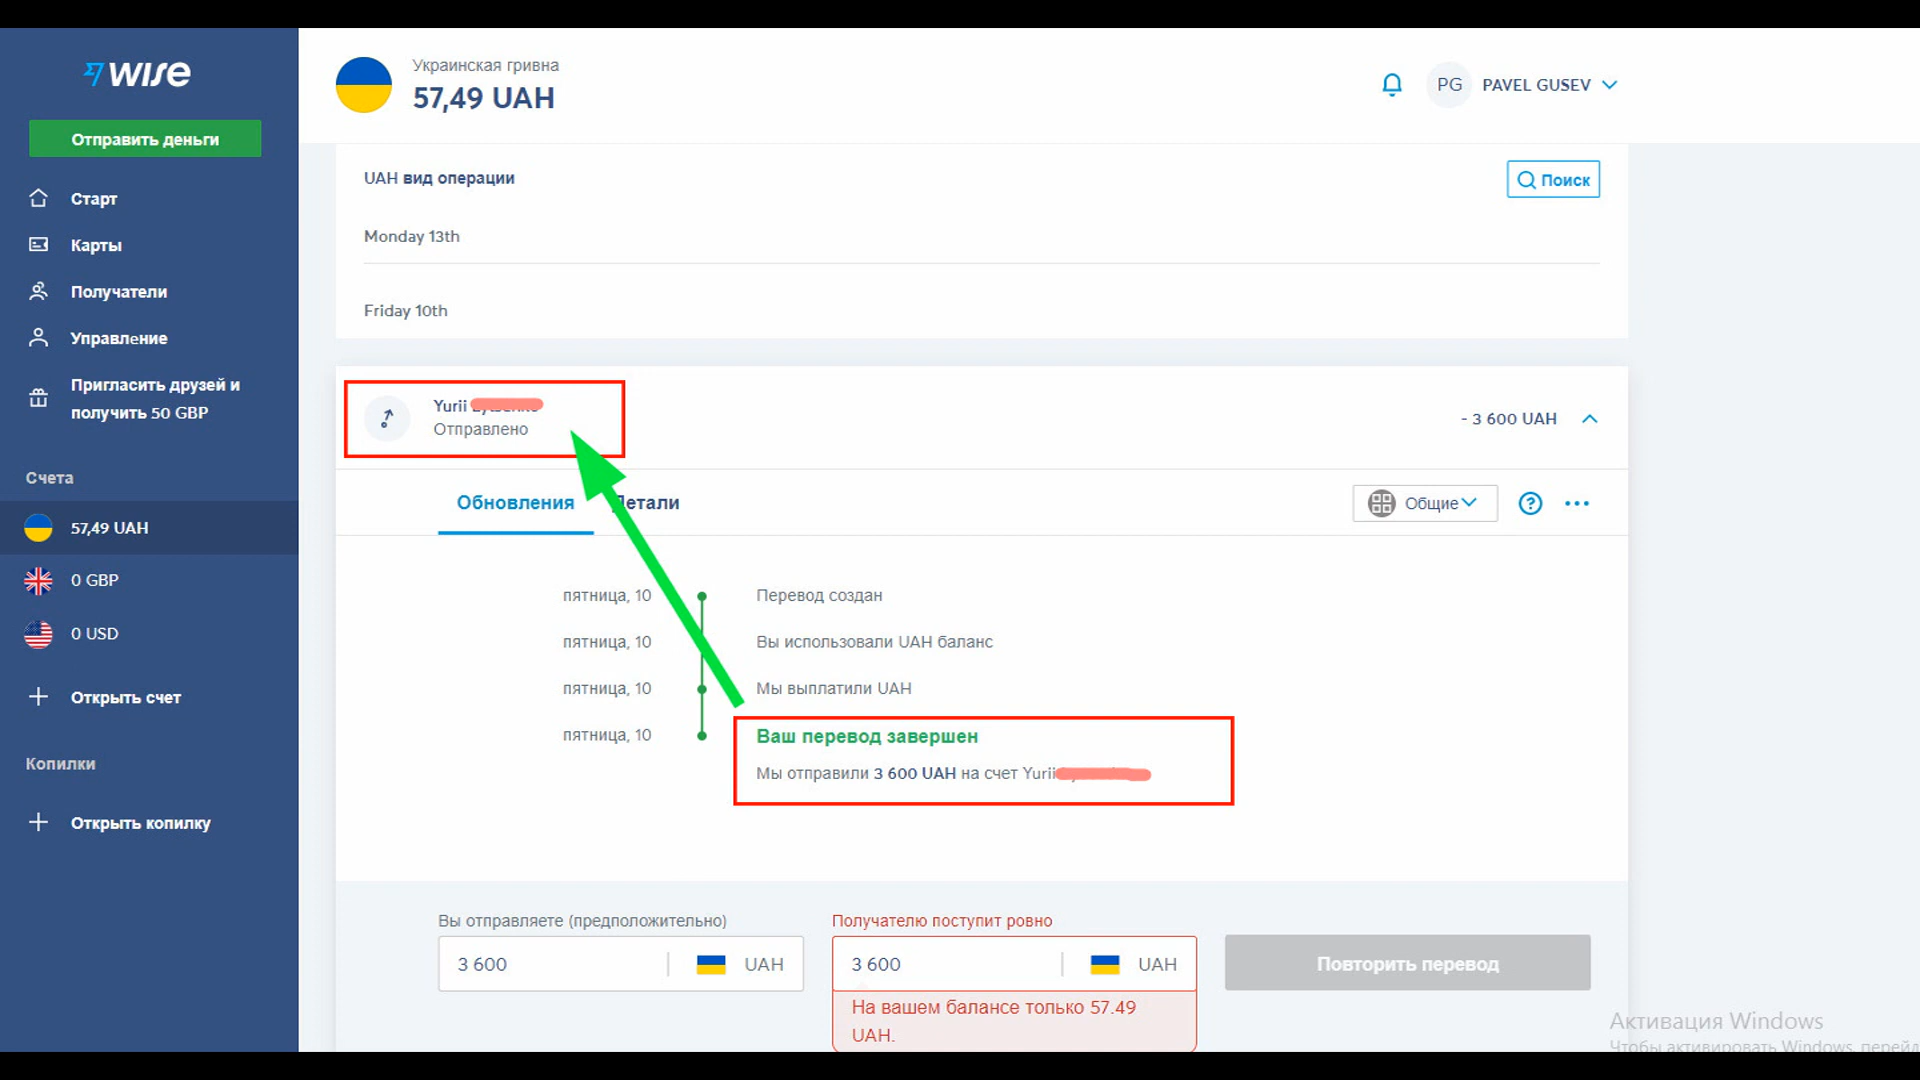 wise
Отправить деньги
Старт
Карты
Получатели
Управление
Пригласить друзей и
получить 50 GBP
Счета
57,49 UAH
0 GBP
0 USD
Открыть счет
Копилки
Открыть копилку
Украинская гривна
57,49 UAH
PG
PAVEL GUSEV
UAH вид операции
Поиск
Monday 13th
Friday 10th
Yurii
Отправлено
- 3 600 UAH
Обновления
Детали
Общие
пятница, 10
Перевод создан
пятница, 10
Вы использовали UAH баланс
пятница, 10
Мы выплатили UAH
пятница, 10
Ваш перевод завершен
Мы отправили 3 600 UAH на счет Yurii
Вы отправляете (предположительно)
3 600
UAH
Получателю поступит ровно
3 600
UAH
На вашем балансе только 57.49
UAH.
Повторить перевод
Активация Windows
Чтобы активировать Windows, перейд